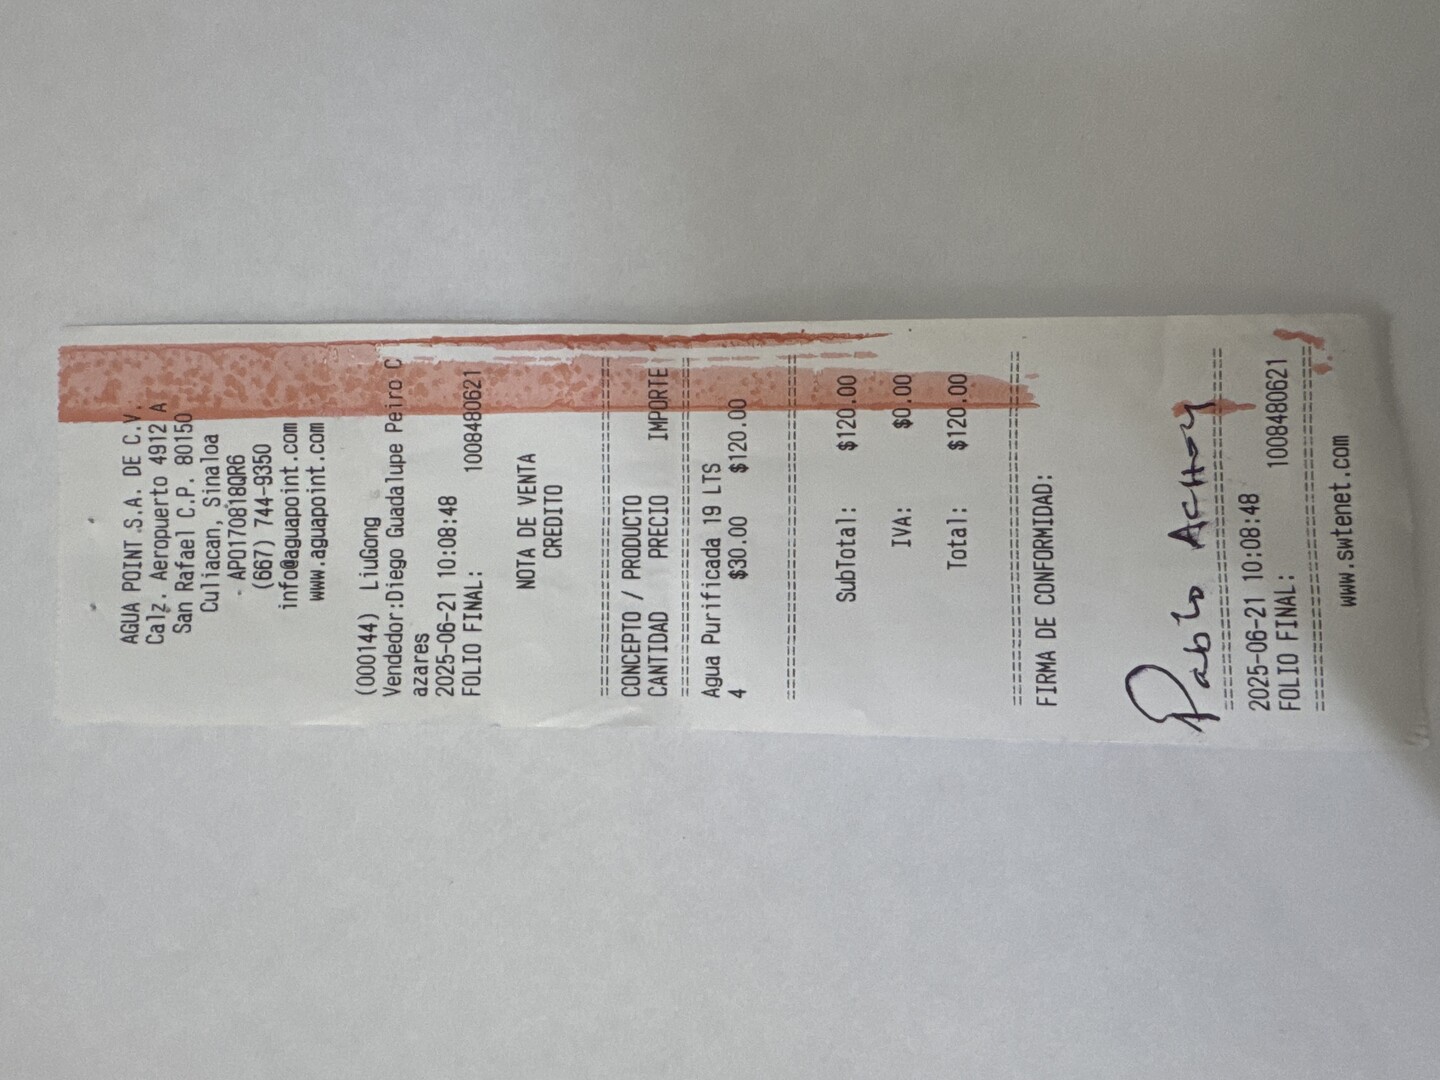 AGUA POINT S.A. DE C.V.
Calz. Aeropuerto 4912 A
San Rafael C.P. 80150
Culiacan, Sinaloa
APO170818QR6
(667) 744-9350
info@aguapoint.com
www.aguapoint.com
(000144) LiuGong
Vendedor:Diego Guadalupe Peiro C
azares
2025-06-21 10:08:48
FOLIO FINAL: 1008480621
NOTA DE VENTA
CREDITO
CONCEPTO / PRODUCTO
CANTIDAD PRECIO IMPORTE
Agua Purificada 19 LTS
4 $30.00 $120.00
SubTotal: $120.00
IVA: $0.00
Total: $120.00
FIRMA DE CONFORMIDAD:
Pablo Achoy
2025-06-21 10:08:48
FOLIO FINAL: 1008480621
www.swtenet.com